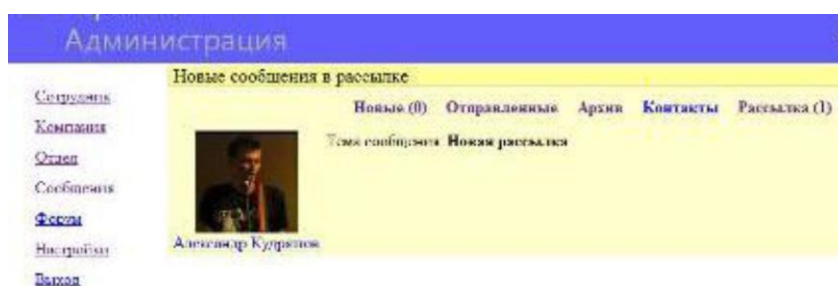 Администрация
Новые сообщения в рассылке
Новые (0) Отправленные Архив Контакты Рассылка (1)
Тема сообщения Новая рассылка
Александр Кудряшов
Сотрудник
Компания
Отдел
Сообщения
Форум
Настройки
Выход